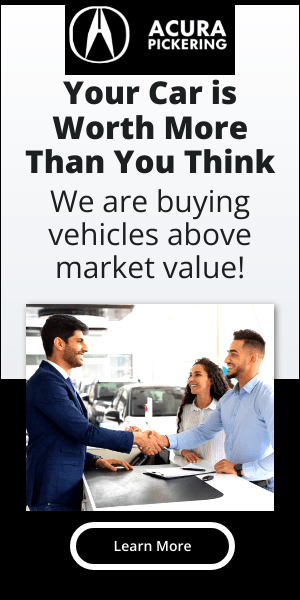 ACURA
PICKERING
Your Car is
Worth More
Than You Think
We are buying
vehicles above
market value!
Learn More